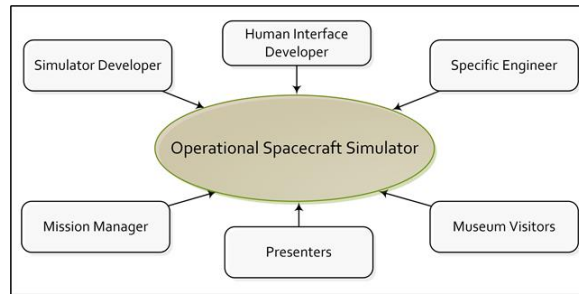 Human Interface
Developer
Simulator Developer
Specific Engineer
Operational Spacecraft Simulator
Mission Manager
Presenters
Museum Visitors